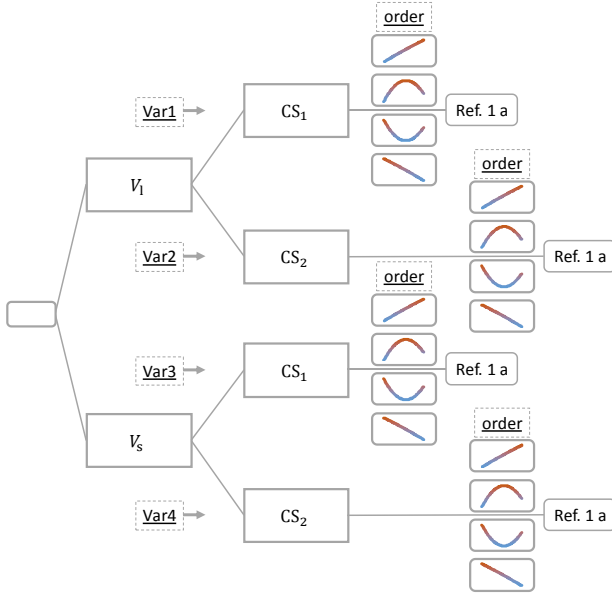 order
Var1
CS₁
Ref. 1 a
order
Vₗ
Var2
CS₂
Ref. 1 a
order
Var3
CS₁
Ref. 1 a
order
Vₛ
Var4
CS₂
Ref. 1 a